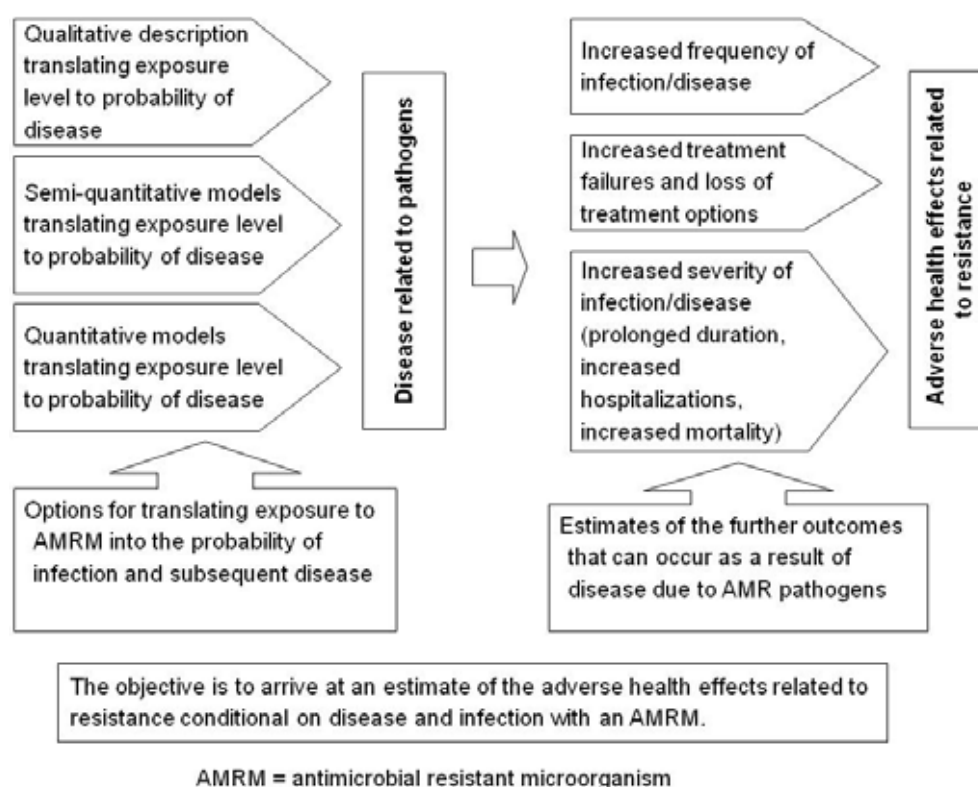 Qualitative description
translating exposure
level to probability of
disease
Semi-quantitative models
translating exposure level
to probability of disease
Quantitative models
translating exposure level
to probability of disease
Options for translating exposure to
AMRM into the probability of
infection and subsequent disease
Disease related to pathogens
Increased frequency of
infection/disease
Increased treatment
failures and loss of
treatment options
Increased severity of
infection/disease
(prolonged duration,
increased
hospitalizations,
increased mortality)
Estimates of the further outcomes
that can occur as a result of
disease due to AMR pathogens
Adverse health effects related
to resistance
The objective is to arrive at an estimate of the adverse health effects related to
resistance conditional on disease and infection with an AMRM.
AMRM = antimicrobial resistant microorganism